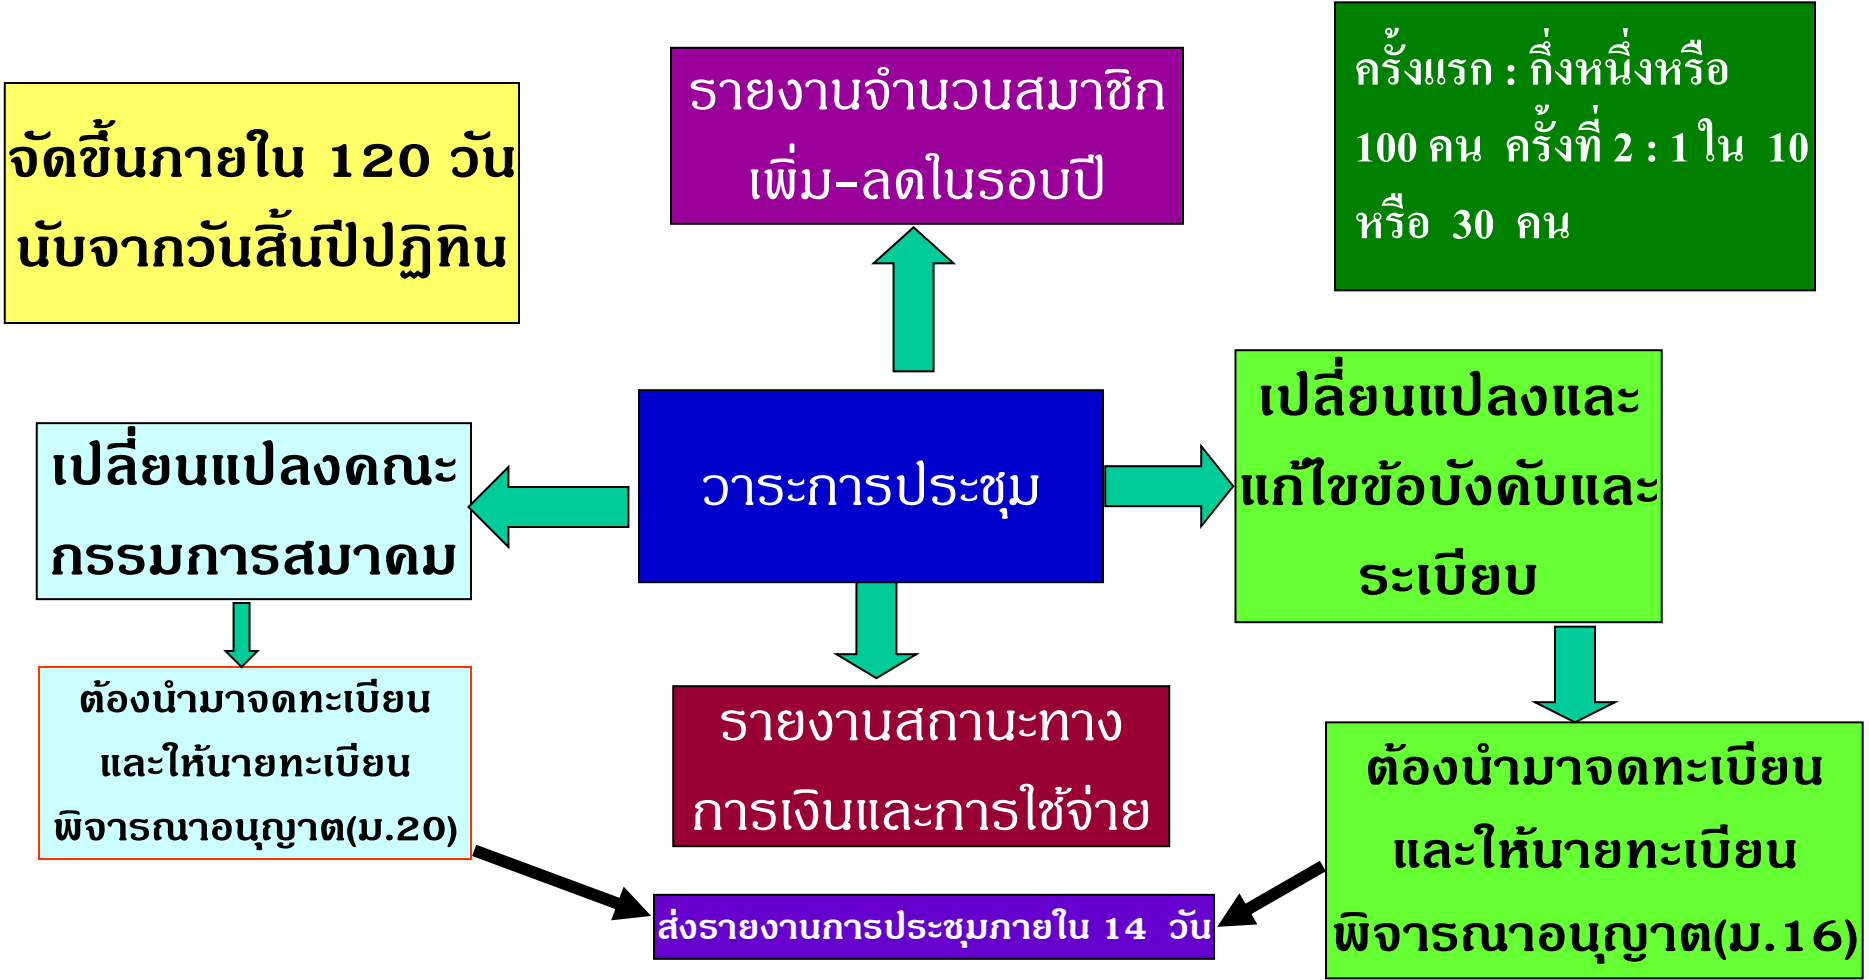 รายงานจำนวนสมาชิก
เพิ่ม-ลดในรอบปี
ครั้งแรก : กึ่งหนึ่งหรือ
100 คน ครั้งที่ 2 : 1 ใน 10
หรือ 30 คน
จัดขึ้นภายใน 120 วัน
นับจากวันสิ้นปีปฏิทิน
เปลี่ยนแปลงคณะ
กรรมการสมาคม
วาระการประชุม
เปลี่ยนแปลงและ
แก้ไขข้อบังคับและ
ระเบียบ
ต้องนำมาจดทะเบียน
และให้นายทะเบียน
พิจารณาอนุญาต(ม.20)
รายงานสถานะทาง
การเงินและการใช้จ่าย
ต้องนำมาจดทะเบียน
และให้นายทะเบียน
พิจารณาอนุญาต(ม.16)
ส่งรายงานการประชุมภายใน 14 วัน